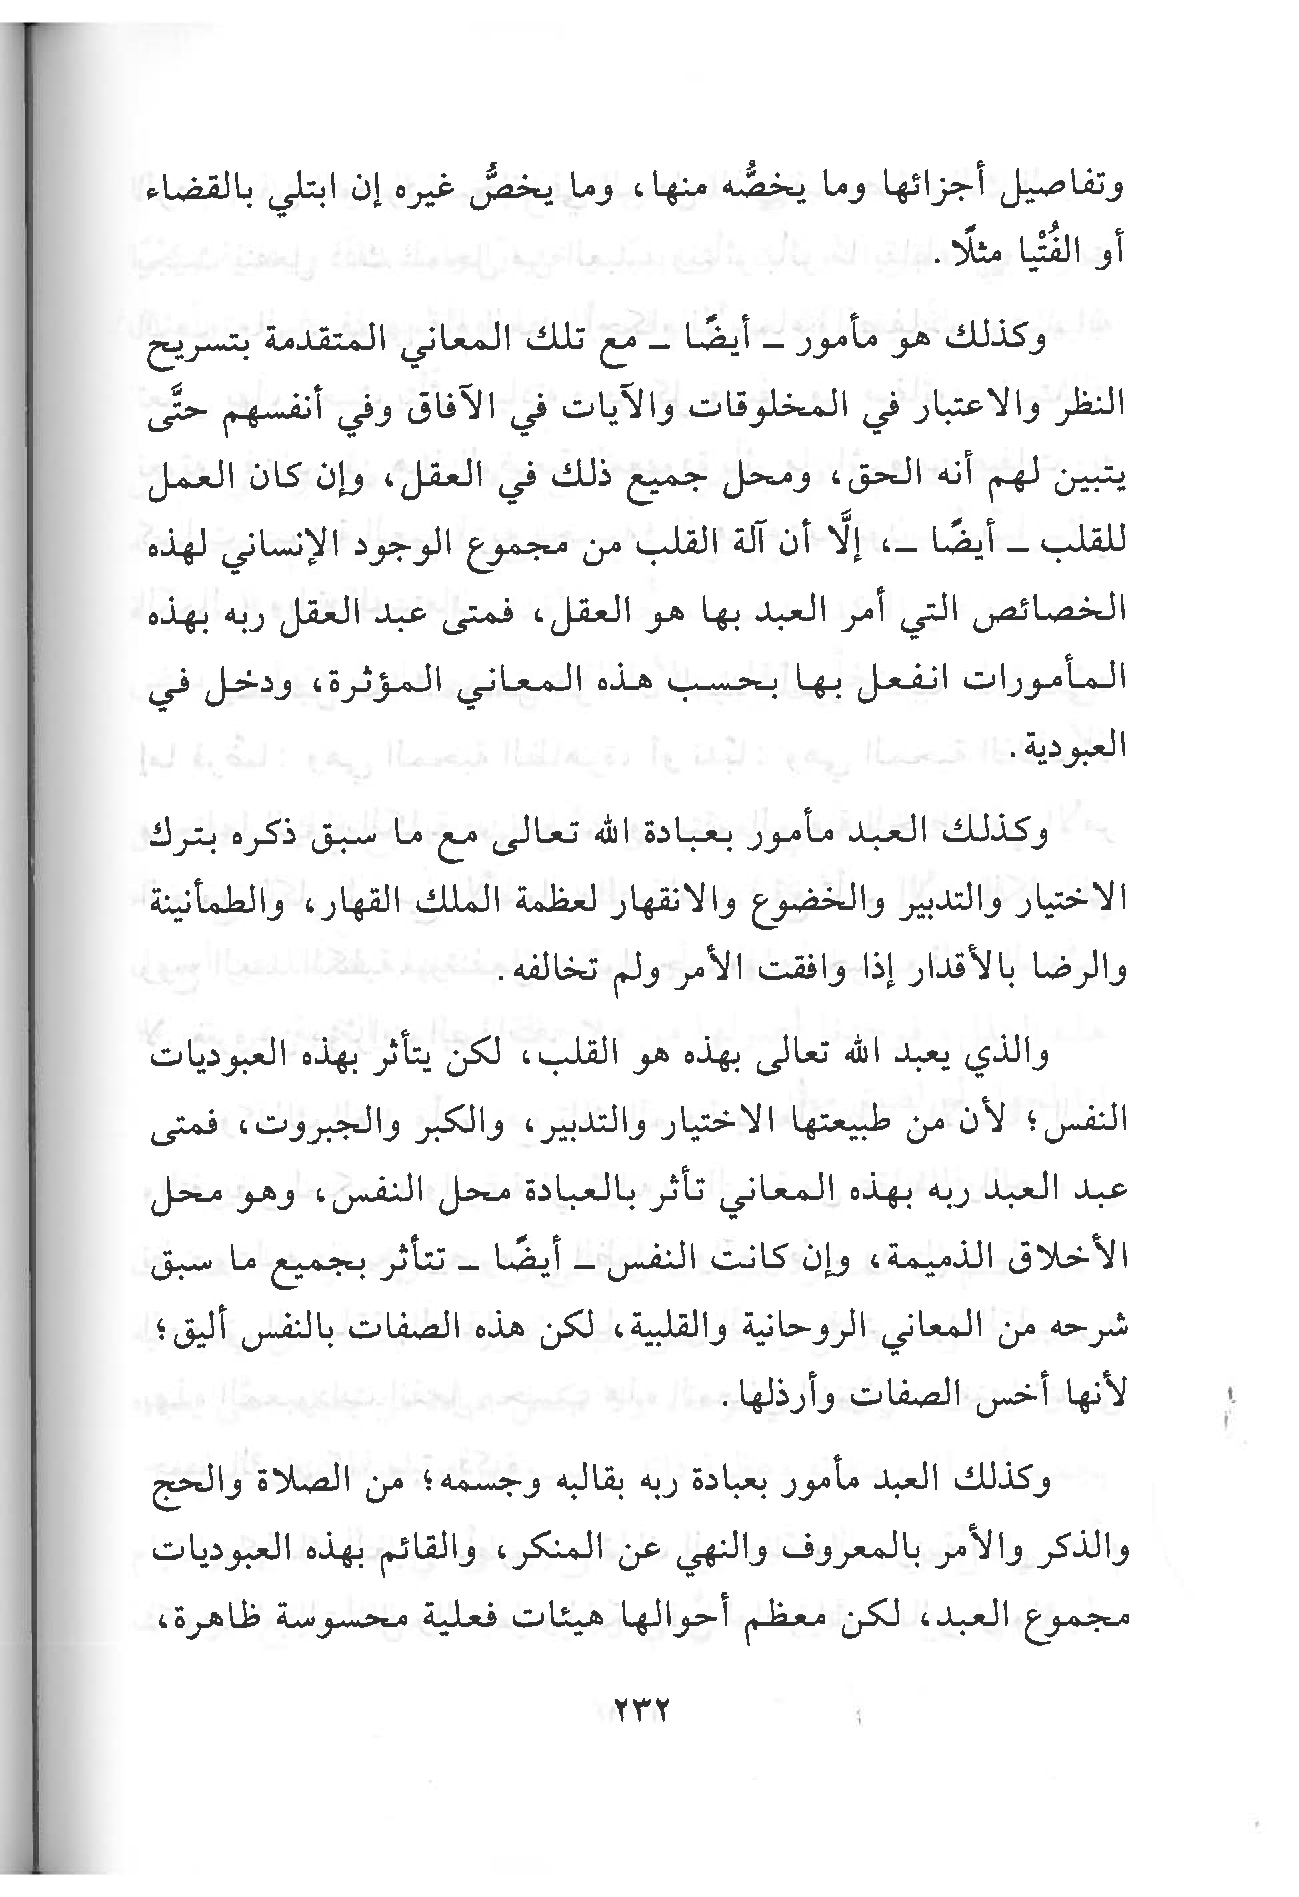 وتفاصيل أجزائها وما يخصُّه منها، وما يخصُّ غيره إن ابتلي بالقضاء
أو الفُتْيا مثلًا.
وكذلك هو مأمور ـ أيضًا ـ مع تلك المعاني المتقدمة بتسريح
النظر والاعتبار في المخلوقات والآيات في الآفاق وفي أنفسهم حتَّى
يتبين لهم أنه الحق، ومحل جميع ذلك في العقل، وإن كان العمل
للقلب ـ أيضًا ـ، إلَّا أن آلة القلب من مجموع الوجود الإنساني لهذه
الخصائص التي أمر العبد بها هو العقل، فمتى عبد العقل ربه بهذه
المأمورات انفعل بها بحسب هذه المعاني المؤثرة، ودخل في
العبودية.
وكذلك العبد مأمور بعبادة الله تعالى مع ما سبق ذكره بترك
الاختيار والتدبير والخضوع والانقهار لعظمة الملك القهار، والطمأنينة
والرضا بالأقدار إذا وافقت الأمر ولم تخالفه.
والذي يعبد الله تعالى بهذه هو القلب، لكن يتأثر بهذه العبوديات
النفس؛ لأن من طبيعتها الاختيار والتدبير، والكبر والجبروت، فمتى
عبد العبد ربه بهذه المعاني تأثر بالعبادة محل النفس، وهو محل
الأخلاق الذميمة، وإن كانت النفس ـ أيضًا ـ تتأثر بجميع ما سبق
شرحه من المعاني الروحانية والقلبية، لكن هذه الصفات بالنفس أليق؛
لأنها أخس الصفات وأرذلها.
وكذلك العبد مأمور بعبادة ربه بقالبه وجسمه؛ من الصلاة والحج
والذكر والأمر بالمعروف والنهي عن المنكر، والقائم بهذه العبوديات
مجموع العبد، لكن معظم أحوالها هيئات فعلية محسوسة ظاهرة،
٢٣٢